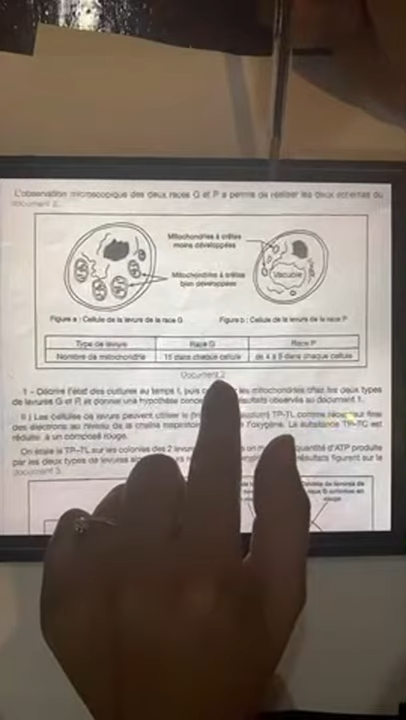 L'observation microscopique des deux races G et P a permis de réaliser les deux schémas du
document 2.
Mitochondries à crêtes
moins développées
Mitochondries à crêtes
bien développées
Vacuole
Figure a : Cellule de la levure de la race G
Figure b : Cellule de la levure de la race P
Type de levure Race G Race P
Nombre de mitochondrie 15 dans chaque cellule de 4 à 5 dans chaque cellule
Document 2
1 - Décrire l'état des cultures au temps t, puis les mitochondries chez les deux types
de levures G et P, et donner une hypothèse résultats observés au document 1.
II ) Les cellules de levure peuvent utiliser le TP-TL comme final
des électrons au niveau de la chaîne l'oxygène. La substance TP-TC est
réduite à un composé rouge.
On étale le TP-TL sur les colonies des 2 on quantité d'ATP produite
par les deux types de levures résultats figurent sur le
document 3.
de levures de
rouge